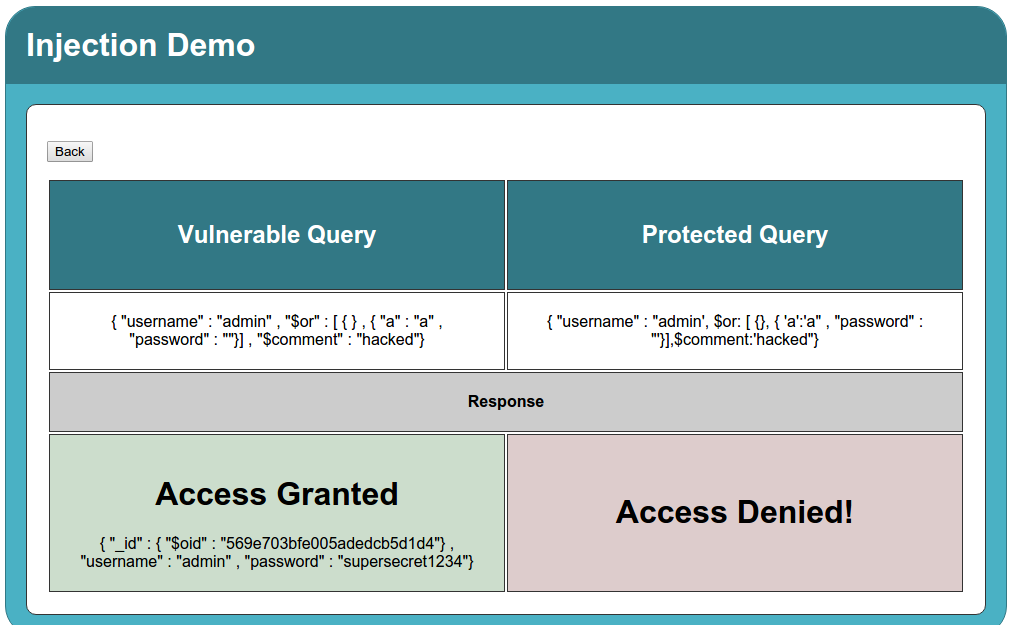 Injection Demo
Back
Vulnerable Query
Protected Query
{ "username" : "admin" , "$or" : [ { } , { "a" : "a" ,
"password" : ""}] , "$comment" : "hacked"}
{ "username" : "admin', $or: [ {}, { 'a':'a" , "password" :
"'}],$comment:'hacked"}
Response
Access Granted
{ "_id" : { "$oid" : "569e703bfe005adedcb5d1d4"} ,
"username" : "admin" , "password" : "supersecret1234"}
Access Denied!